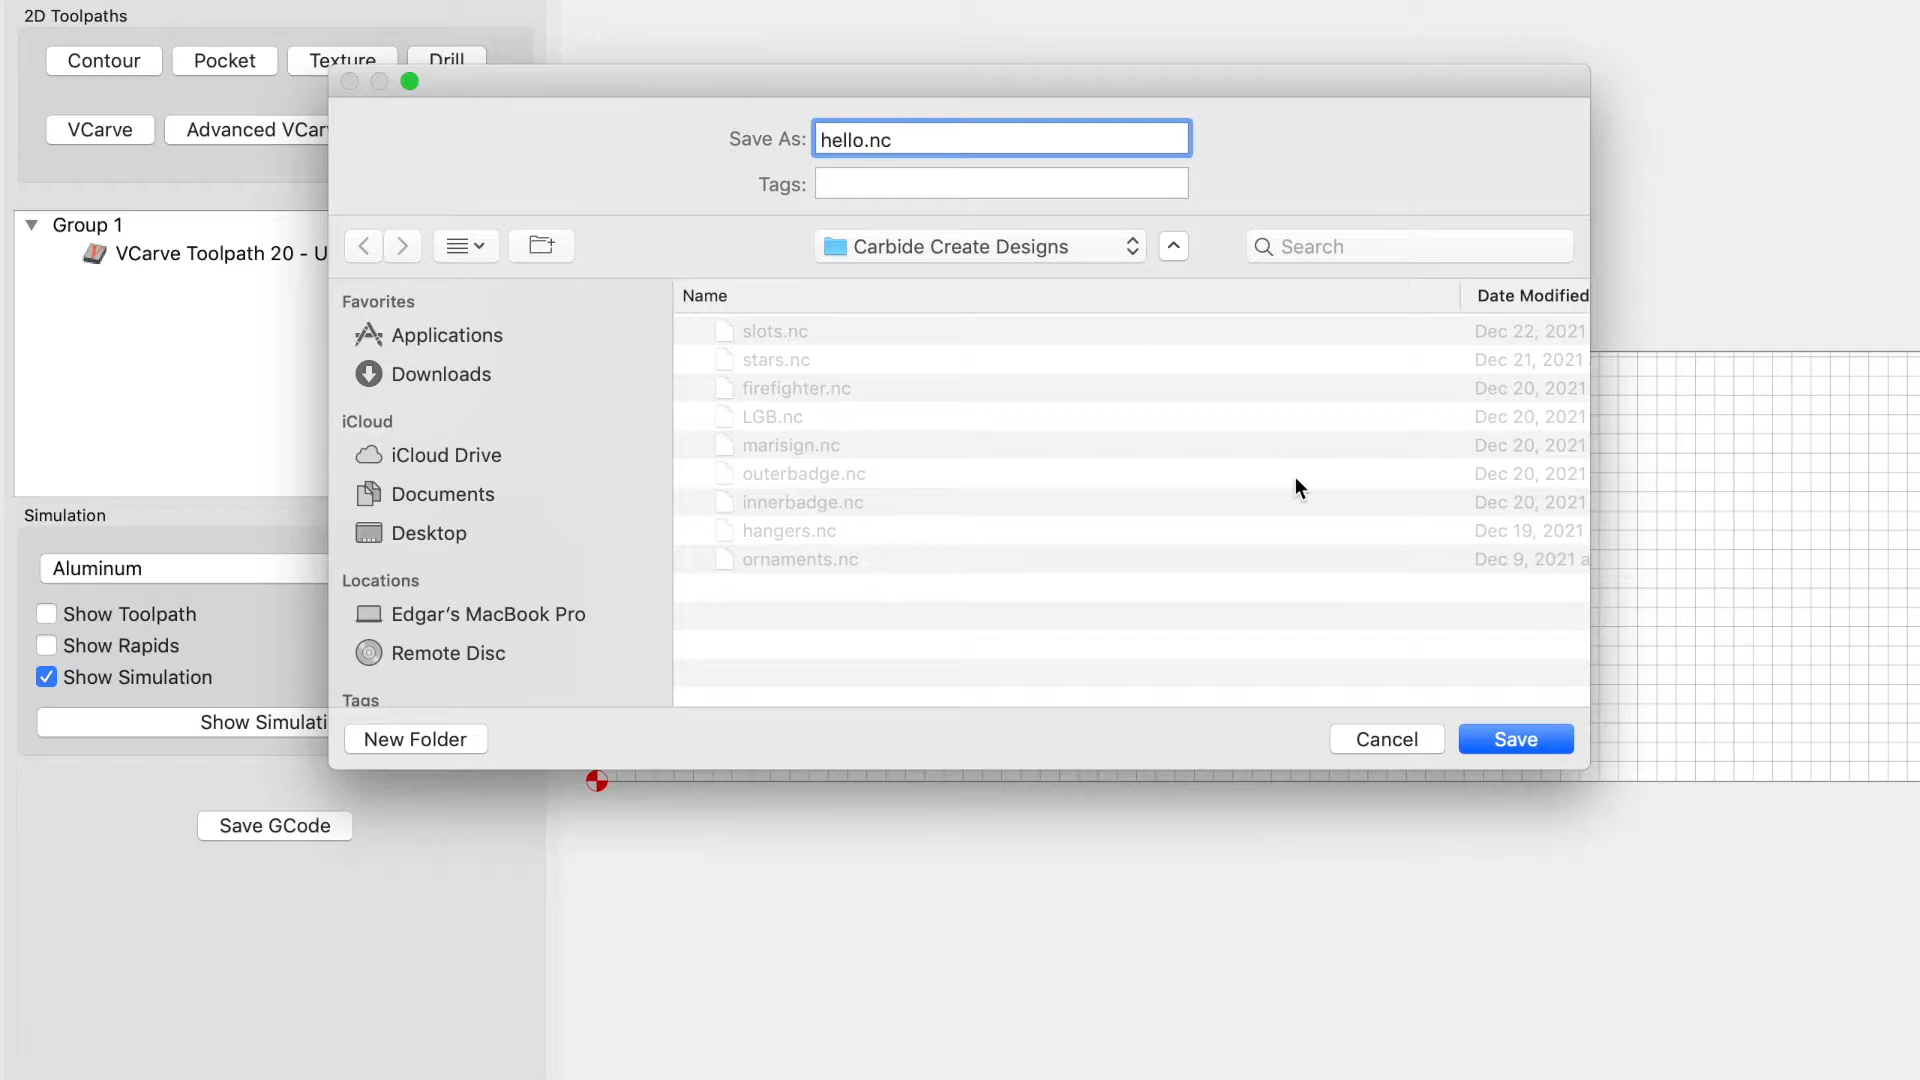 2D Toolpaths
Contour
Pocket
Texture
Drill
VCarve
Advanced VCar
Group 1
VCarve Toolpath 20 - U
Simulation
Aluminum
Show Toolpath
Show Rapids
Show Simulation
Show Simulati
Save GCode
Save As:
hello.nc
Tags:
Carbide Create Designs
Search
Favorites
Applications
Downloads
iCloud
iCloud Drive
Documents
Desktop
Locations
Edgar's MacBook Pro
Remote Disc
Tags
Name Date Modified
slots.nc Dec 22, 2021
stars.nc Dec 21, 2021
firefighter.nc Dec 20, 2021
LGB.nc Dec 20, 2021
marisign.nc Dec 20, 2021
outerbadge.nc Dec 20, 2021
innerbadge.nc Dec 20, 2021
hangers.nc Dec 19, 2021
ornaments.nc Dec 9, 2021 a
New Folder
Cancel
Save